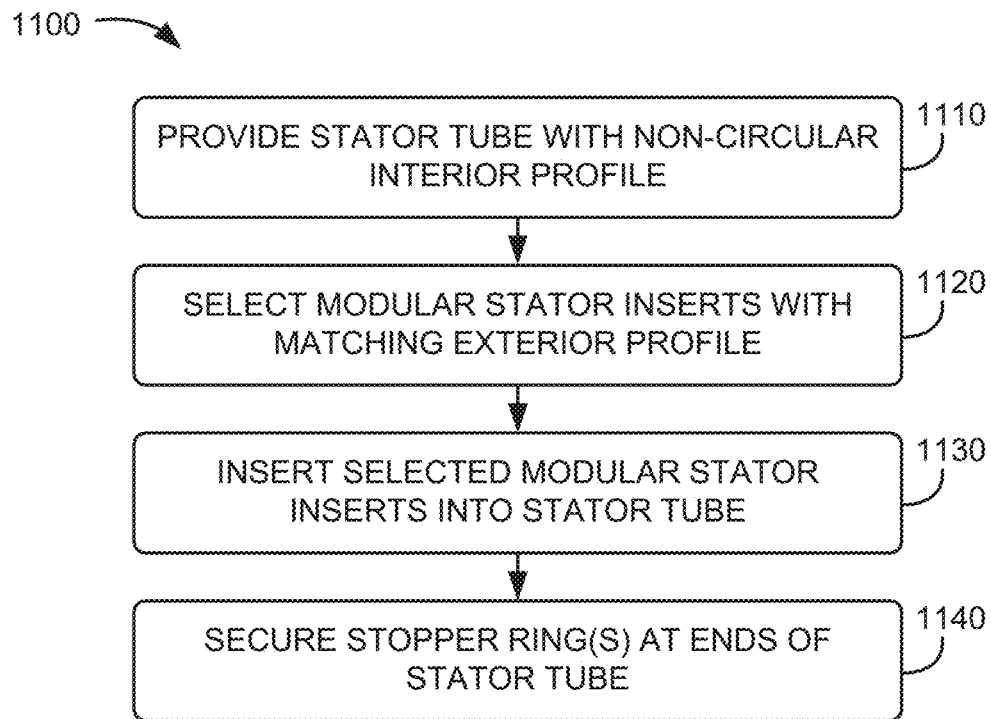 1100
PROVIDE STATOR TUBE WITH NON-CIRCULAR
INTERIOR PROFILE
1110
SELECT MODULAR STATOR INSERTS WITH
MATCHING EXTERIOR PROFILE
1120
INSERT SELECTED MODULAR STATOR
INSERTS INTO STATOR TUBE
1130
SECURE STOPPER RING(S) AT ENDS OF
STATOR TUBE
1140